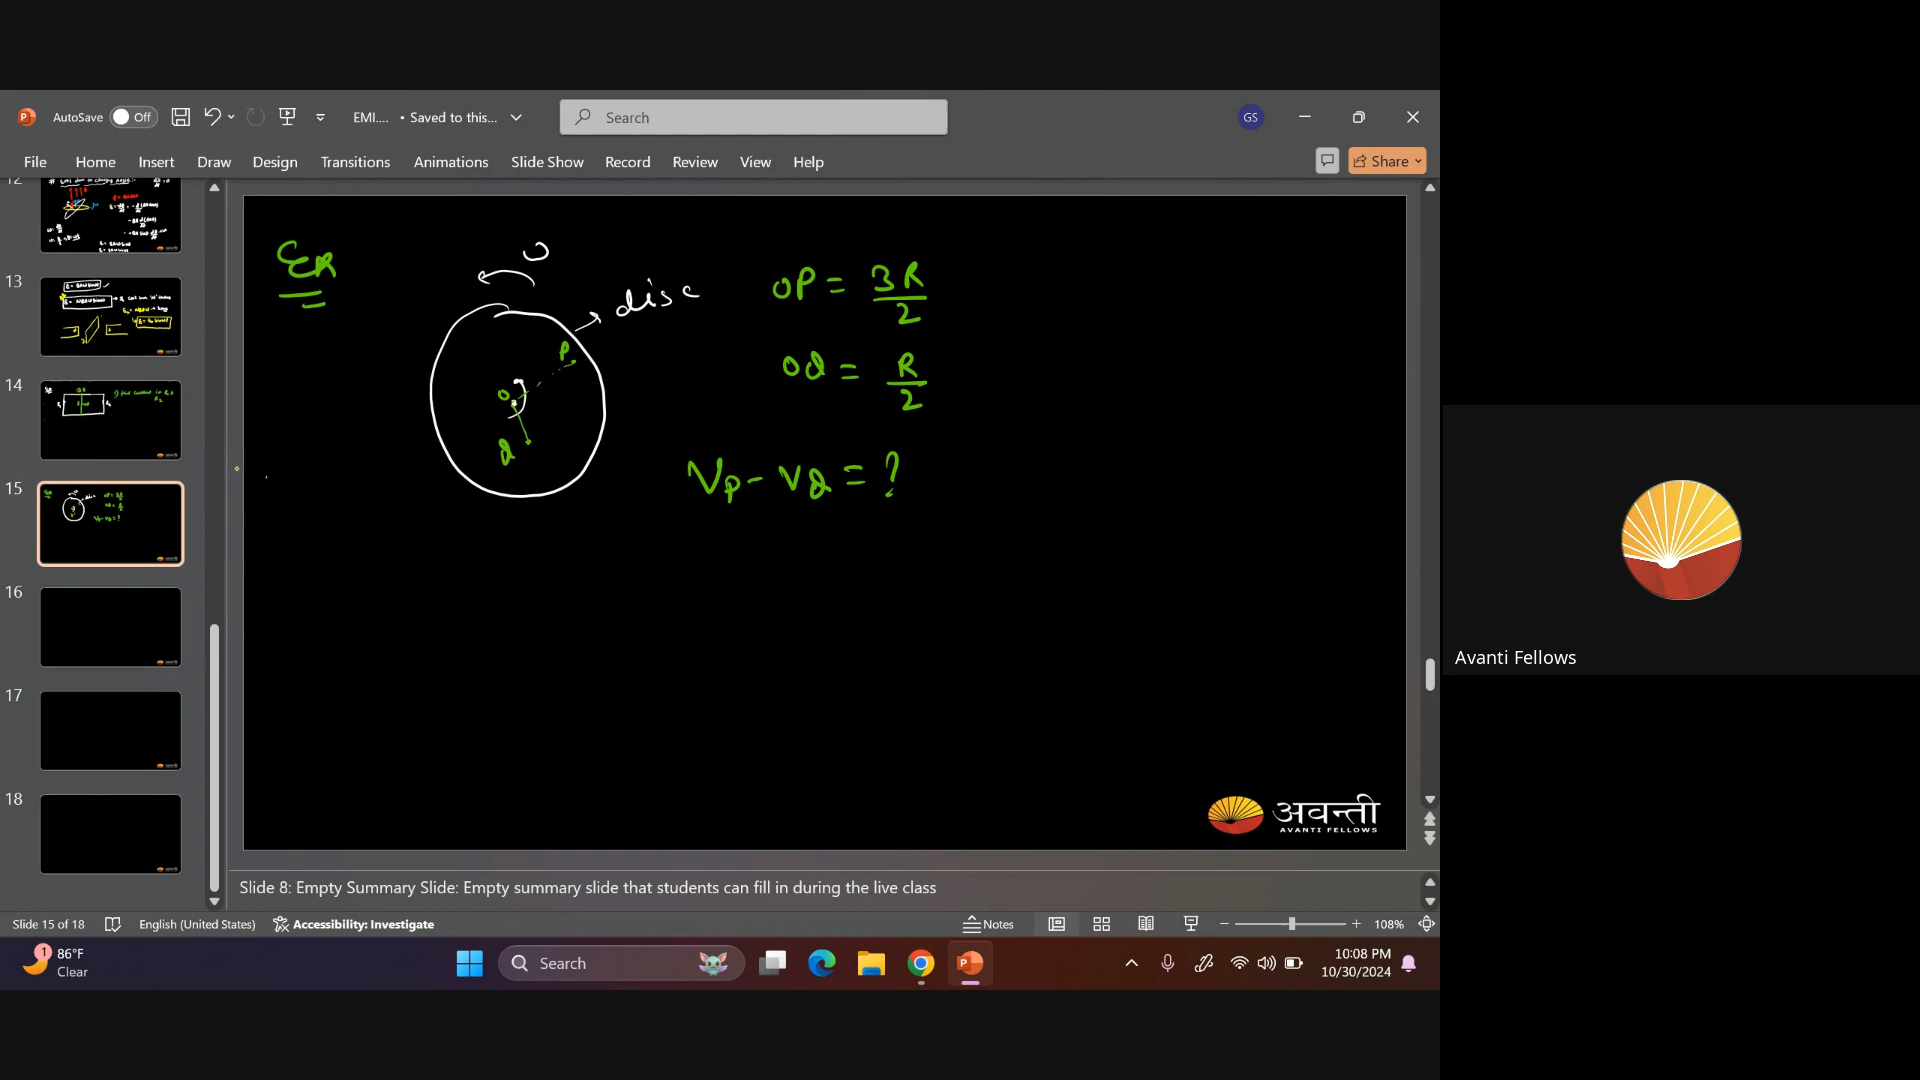 AutoSave Off EMI.... • Saved to this... Search GS
File Home Insert Draw Design Transitions Animations Slide Show Record Review View Help Share
12
13
14
15
16
17
18
Ex
ω
disc
P
O
Q
OP = 3R/2
OQ = R/2
VP - VQ = ?
अवन्ती
AVANTI FELLOWS
Avanti Fellows
Slide 8: Empty Summary Slide: Empty summary slide that students can fill in during the live class
Slide 15 of 18 English (United States) Accessibility: Investigate Notes 108%
1 86°F
Clear
Search
10:08 PM
10/30/2024